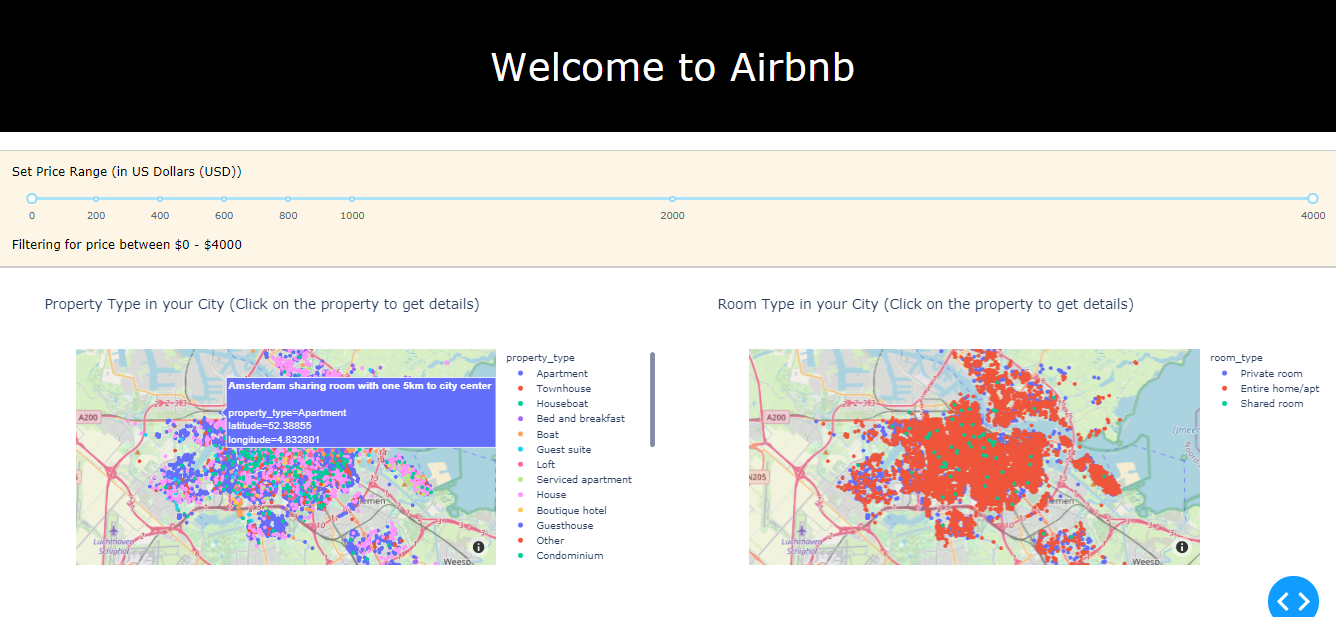 Welcome to Airbnb
Set Price Range (in US Dollars (USD))
0 200 400 600 800 1000 2000 4000
Filtering for price between $0 - $4000
Property Type in your City (Click on the property to get details)
Amsterdam sharing room with one 5km to city center
property_type=Apartment
latitude=52.38855
longitude=4.832801
A200
Luchthaven
Schiphol
Weesp
property_type
Apartment
Townhouse
Houseboat
Bed and breakfast
Boat
Guest suite
Loft
Serviced apartment
House
Boutique hotel
Guesthouse
Other
Condominium
Room Type in your City (Click on the property to get details)
A200
N205
Luchthaven
Schiphol
Weesp
room_type
Private room
Entire home/apt
Shared room